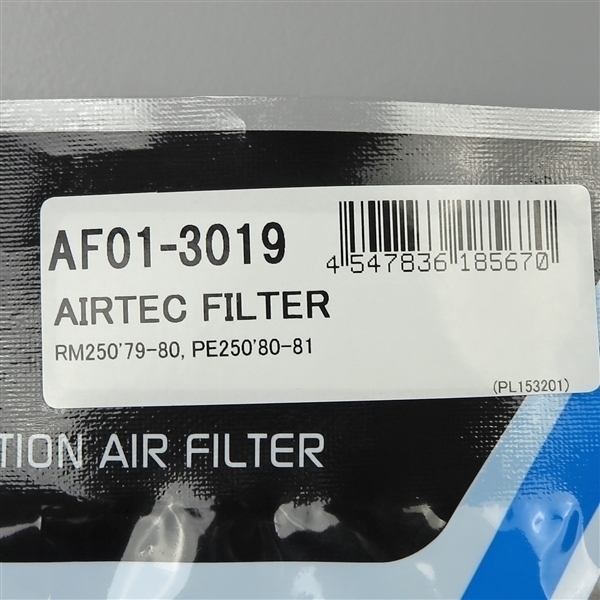 AF01-3019
4 547836 185670
AIRTEC FILTER
RM250'79-80, PE250'80-81
(PL153201)
TION AIR FILTER